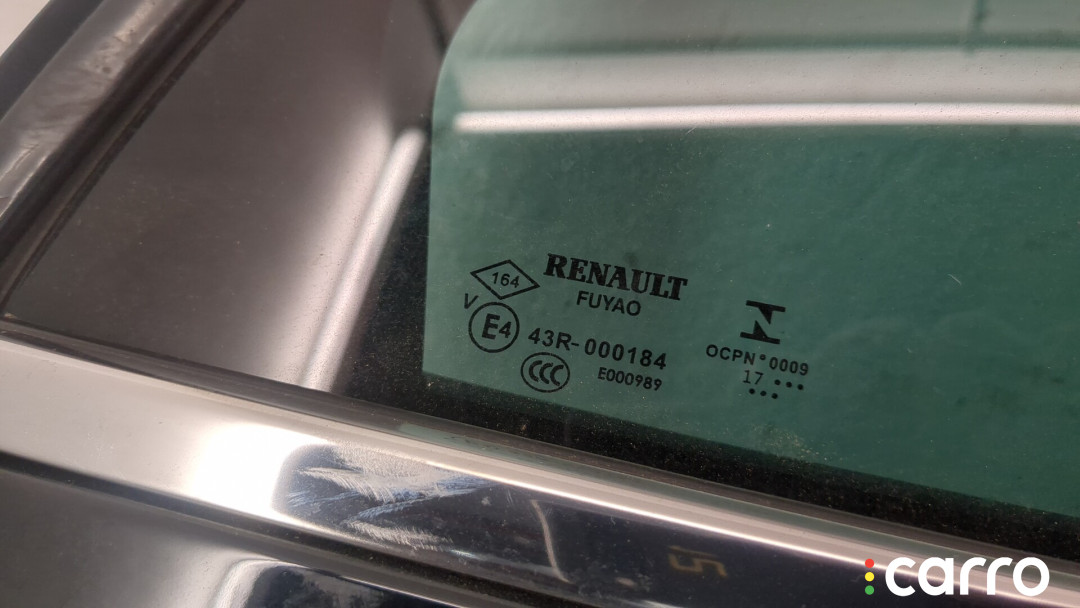 164 RENAULT
FUYAO
V E4 43R-000184
CCC E000989
OCPN°0009
17 •••
•••
carro